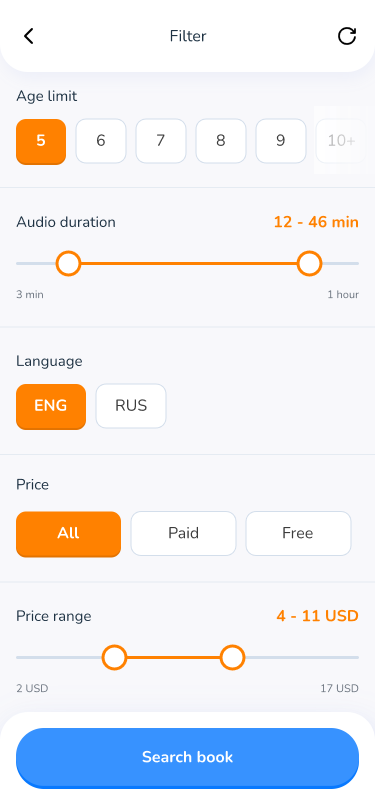 Filter
Age limit
5 6 7 8 9 10+
Audio duration 12 - 46 min
3 min 1 hour
Language
ENG RUS
Price
All Paid Free
Price range 4 - 11 USD
2 USD 17 USD
Search book